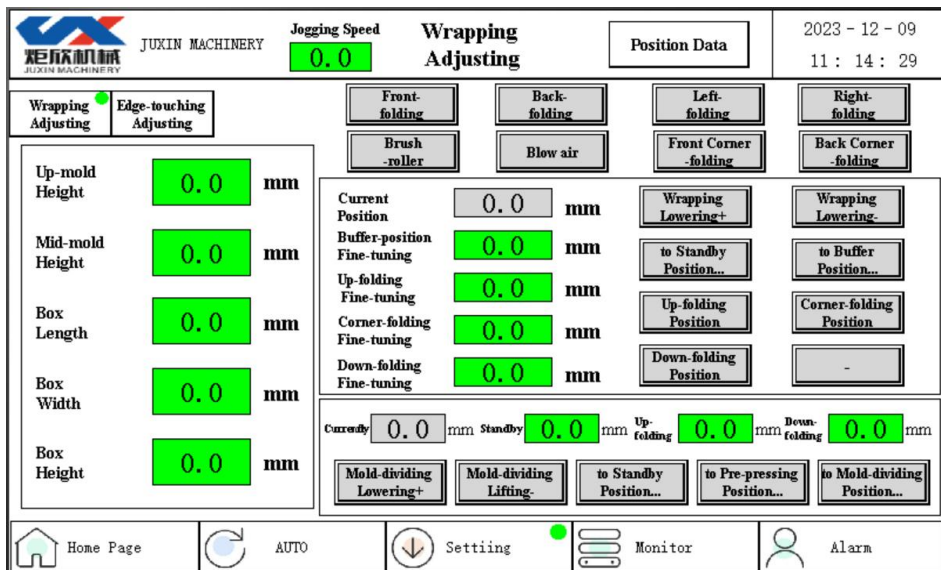 炬欣机械
JUXIN MACHINERY
JUXIN MACHINERY
Jogging Speed
0.0
Wrapping
Adjusting
Position Data
2023 - 12 - 09
11 : 14 : 29
Wrapping
Adjusting
Edge-touching
Adjusting
Front-
folding
Back-
folding
Left-
folding
Right-
folding
Brush
-roller
Blow air
Front Corner
-folding
Back Corner
-folding
Up-mold
Height
0.0 mm
Mid-mold
Height
0.0 mm
Box
Length
0.0 mm
Box
Width
0.0 mm
Box
Height
0.0 mm
Current
Position
0.0 mm
Buffer-position
Fine-tuning
0.0 mm
Up-folding
Fine-tuning
0.0 mm
Corner-folding
Fine-tuning
0.0 mm
Down-folding
Fine-tuning
0.0 mm
Wrapping
Lowering+
Wrapping
Lowering-
to Standby
Position...
to Buffer
Position...
Up-folding
Position
Corner-folding
Position
Down-folding
Position
-
Currently 0.0 mm
Standby 0.0 mm
Up-
folding
0.0 mm
Down-
folding
0.0 mm
Mold-dividing
Lowering+
Mold-dividing
Lifting-
to Standby
Position...
to Pre-pressing
Position...
to Mold-dividing
Position...
Home Page
AUTO
Settiing
Monitor
Alarm